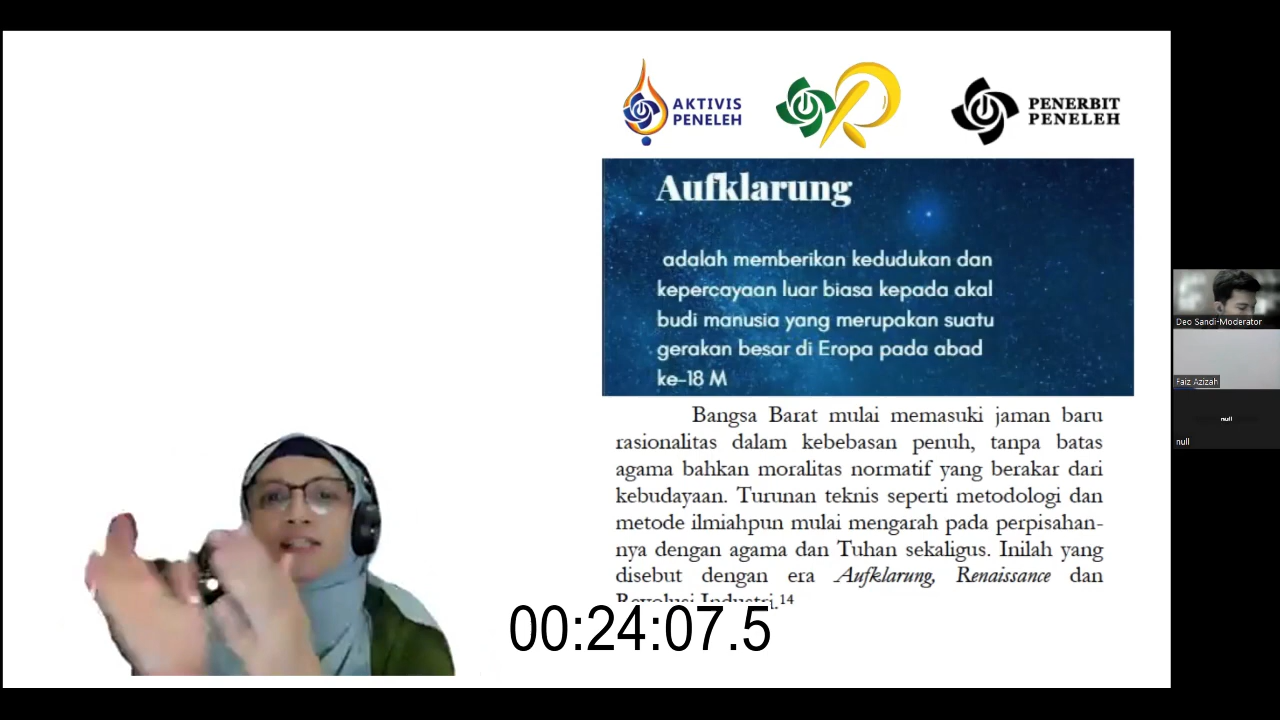 AKTIVIS
PENELEH
PENERBIT
PENELEH
Aufklarung
adalah memberikan kedudukan dan
kepercayaan luar biasa kepada akal
budi manusia yang merupakan suatu
gerakan besar di Eropa pada abad
ke-18 M
Bangsa Barat mulai memasuki jaman baru
rasionalitas dalam kebebasan penuh, tanpa batas
agama bahkan moralitas normatif yang berakar dari
kebudayaan. Turunan teknis seperti metodologi dan
metode ilmiahpun mulai mengarah pada perpisahan-
nya dengan agama dan Tuhan sekaligus. Inilah yang
disebut dengan era Aufklarung, Renaissance dan
Revolusi Industri.14
00:24:07.5
Deo Sandi-Moderator
Faiz Azizah
null
null